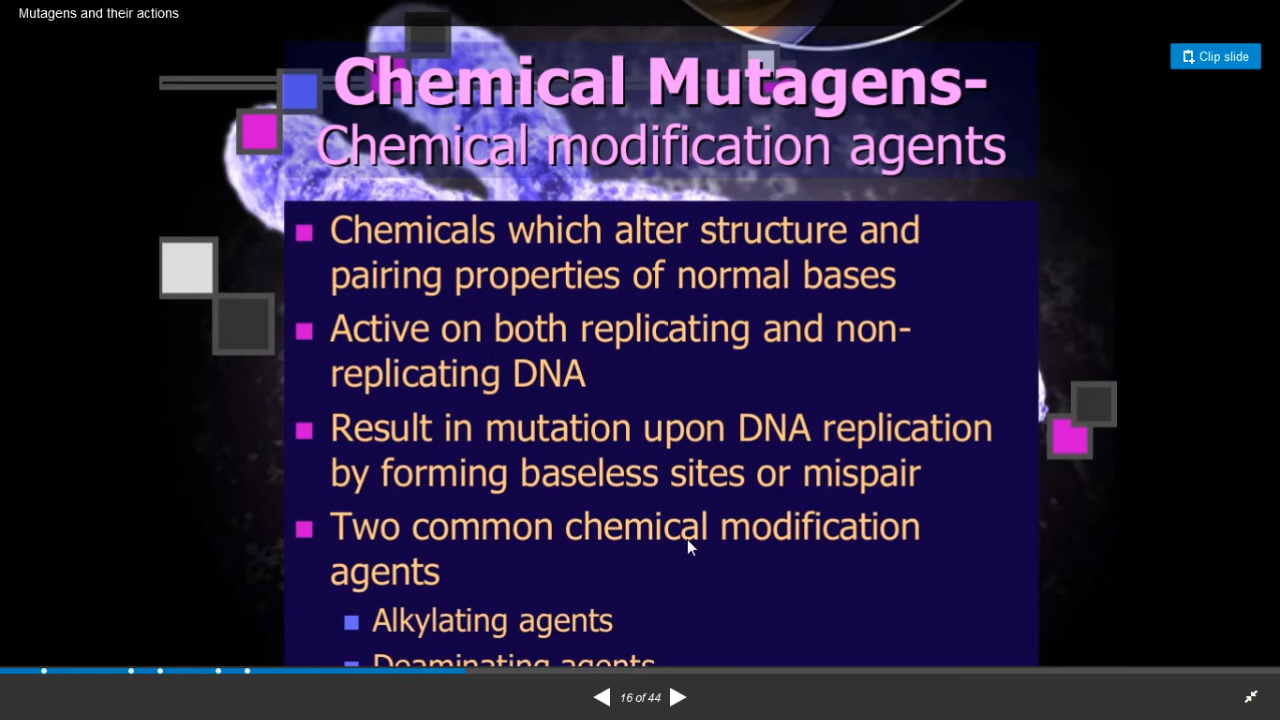 Mutagens and their actions
Clip slide
Chemical Mutagens-
Chemical modification agents
Chemicals which alter structure and
pairing properties of normal bases
Active on both replicating and non-
replicating DNA
Result in mutation upon DNA replication
by forming baseless sites or mispair
Two common chemical modification
agents
Alkylating agents
Deaminating agents
16 of 44